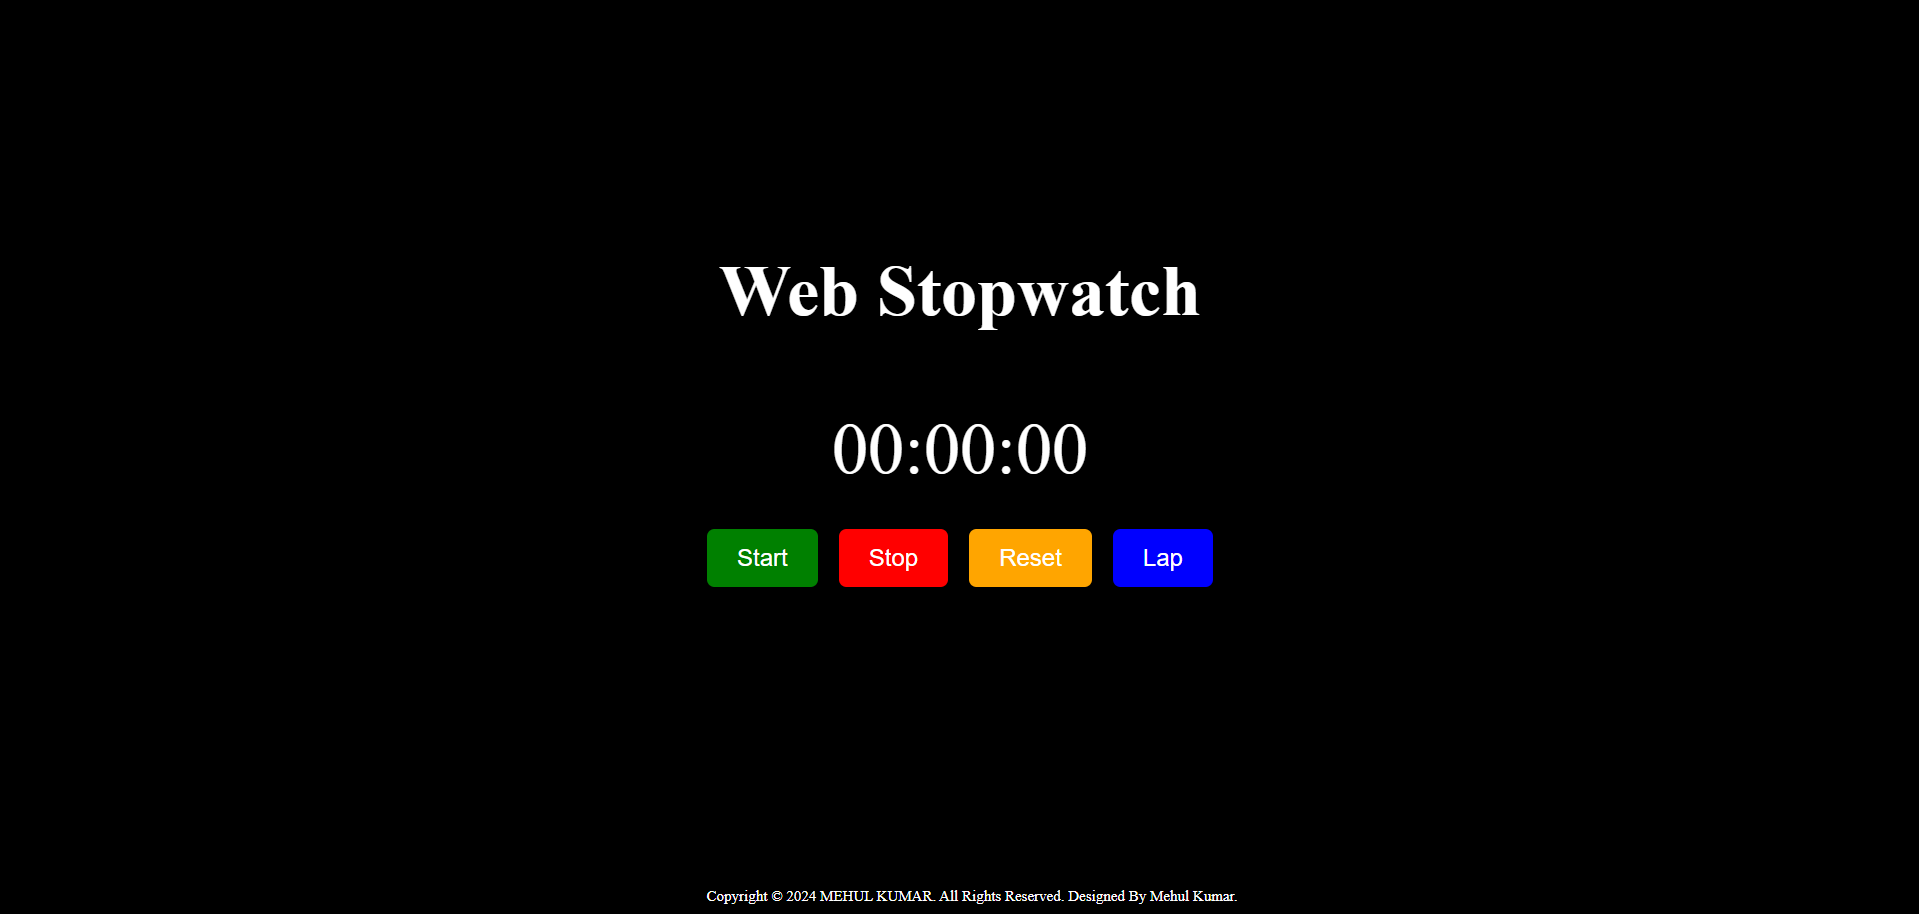 Web Stopwatch
00:00:00
Start Stop Reset Lap
Copyright © 2024 MEHUL KUMAR. All Rights Reserved. Designed By Mehul Kumar.